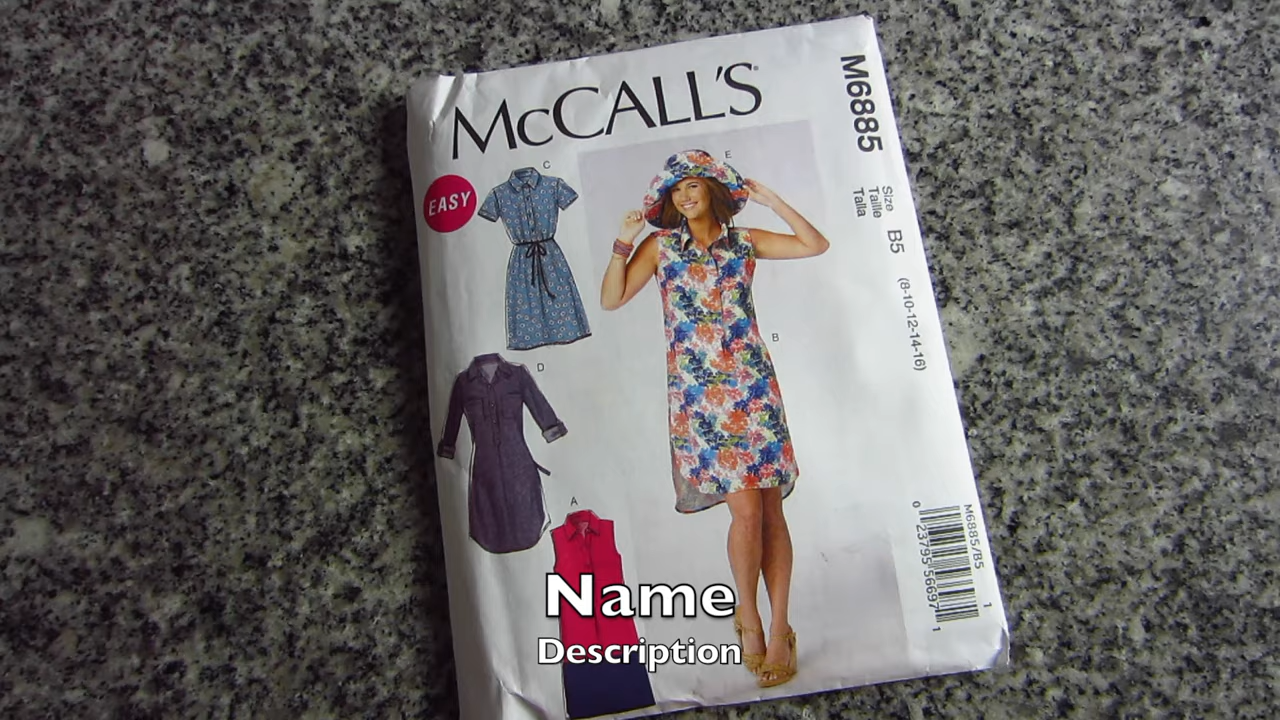 McCALL'S
M6885
EASY
C
E
Size
Taille
Talla
B5
(8-10-12-14-16)
B
D
A
M6885/B5
0 23795 56697 1
1
Name
Description